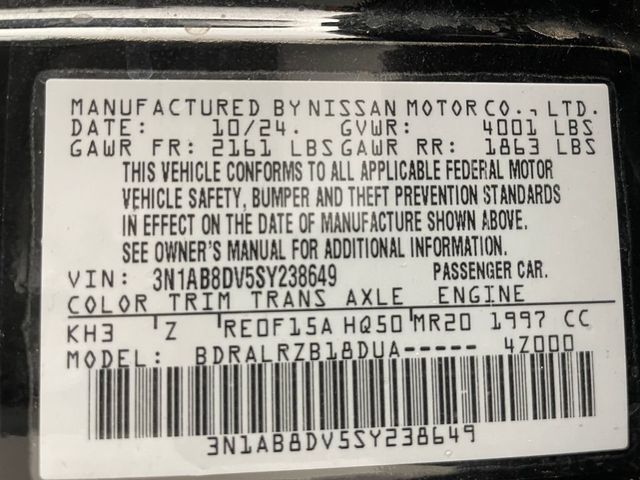 MANUFACTURED BY NISSAN MOTOR CO., LTD.
DATE: 10/24. GVWR: 4001 LBS
GAWR FR: 2161 LBS GAWR RR: 1863 LBS
THIS VEHICLE CONFORMS TO ALL APPLICABLE FEDERAL MOTOR
VEHICLE SAFETY, BUMPER AND THEFT PREVENTION STANDARDS
IN EFFECT ON THE DATE OF MANUFACTURE SHOWN ABOVE.
SEE OWNER'S MANUAL FOR ADDITIONAL INFORMATION.
VIN: 3N1AB8DV5SY238649 PASSENGER CAR.
COLOR TRIM TRANS AXLE ENGINE
KH3 Z RE0F15A HQ50 MR20 1997 CC
MODEL: BDRALRZB18DUA----- 4Z000
3N1AB8DV5SY238649